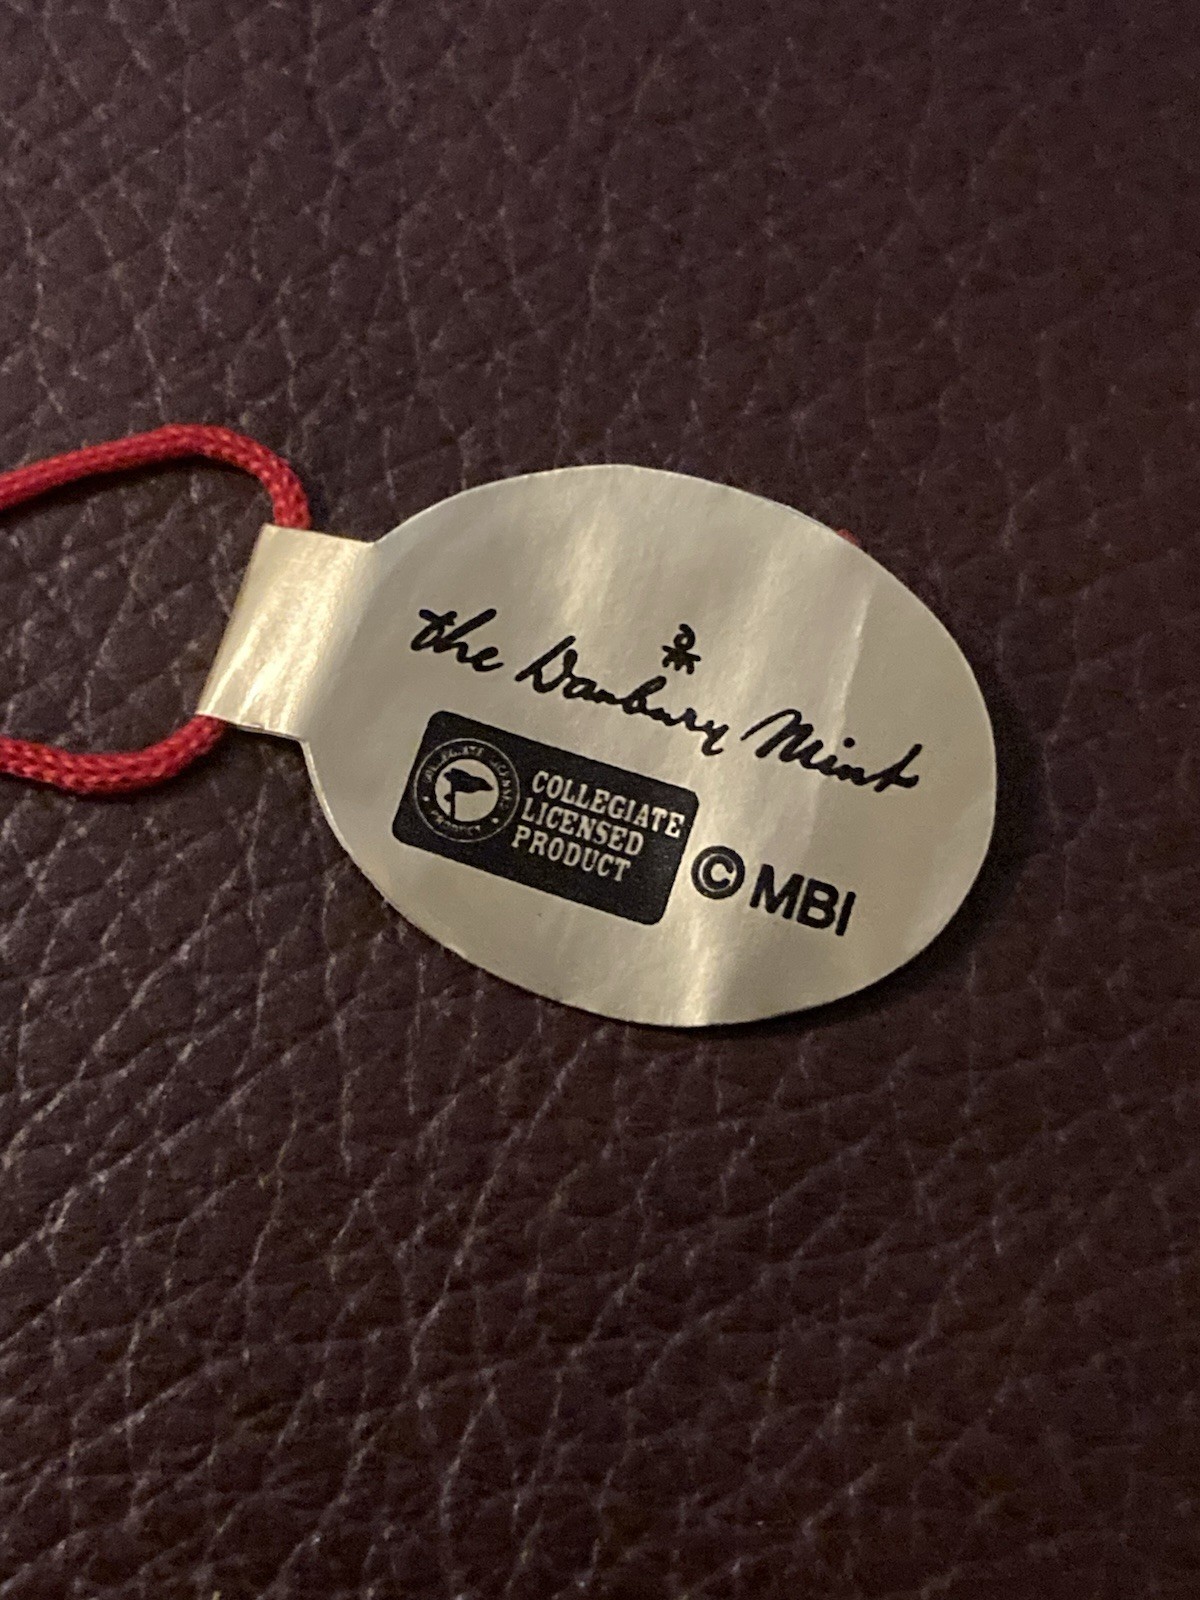 the Danbury Mint
COLLEGIATE
LICENSED
PRODUCT
© MBI